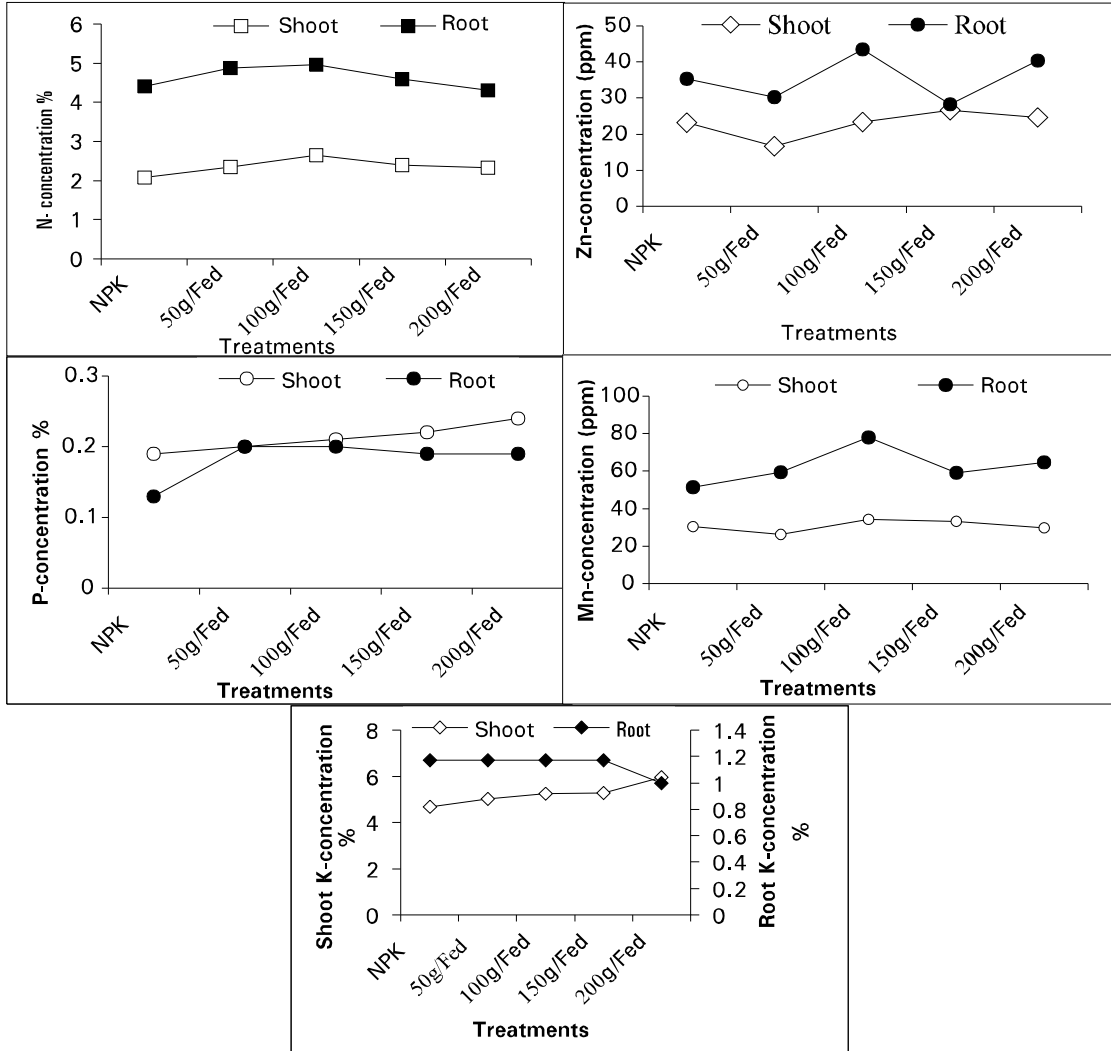 Shoot Root
N- concentration %
6
5
4
3
2
1
0
NPK
50g/Fed
100g/Fed
150g/Fed
200g/Fed
Treatments
Shoot Root
Zn-concentration (ppm)
50
40
30
20
10
0
NPK
50g/Fed
100g/Fed
150g/Fed
200g/Fed
Treatments
Shoot Root
P-concentration %
0.3
0.2
0.1
0
NPK
50g/Fed
100g/Fed
150g/Fed
200g/Fed
Treatments
Shoot Root
Mn-concentration (ppm)
100
80
60
40
20
0
NPK
50g/Fed
100g/Fed
150g/Fed
200g/Fed
Treatments
Shoot Root
Shoot K-concentration
%
8
6
4
2
0
1.4
1.2
1
0.8
0.6
0.4
0.2
0
Root K-concentration
%
NPK
50g/Fed
100g/Fed
150g/Fed
200g/Fed
Treatments